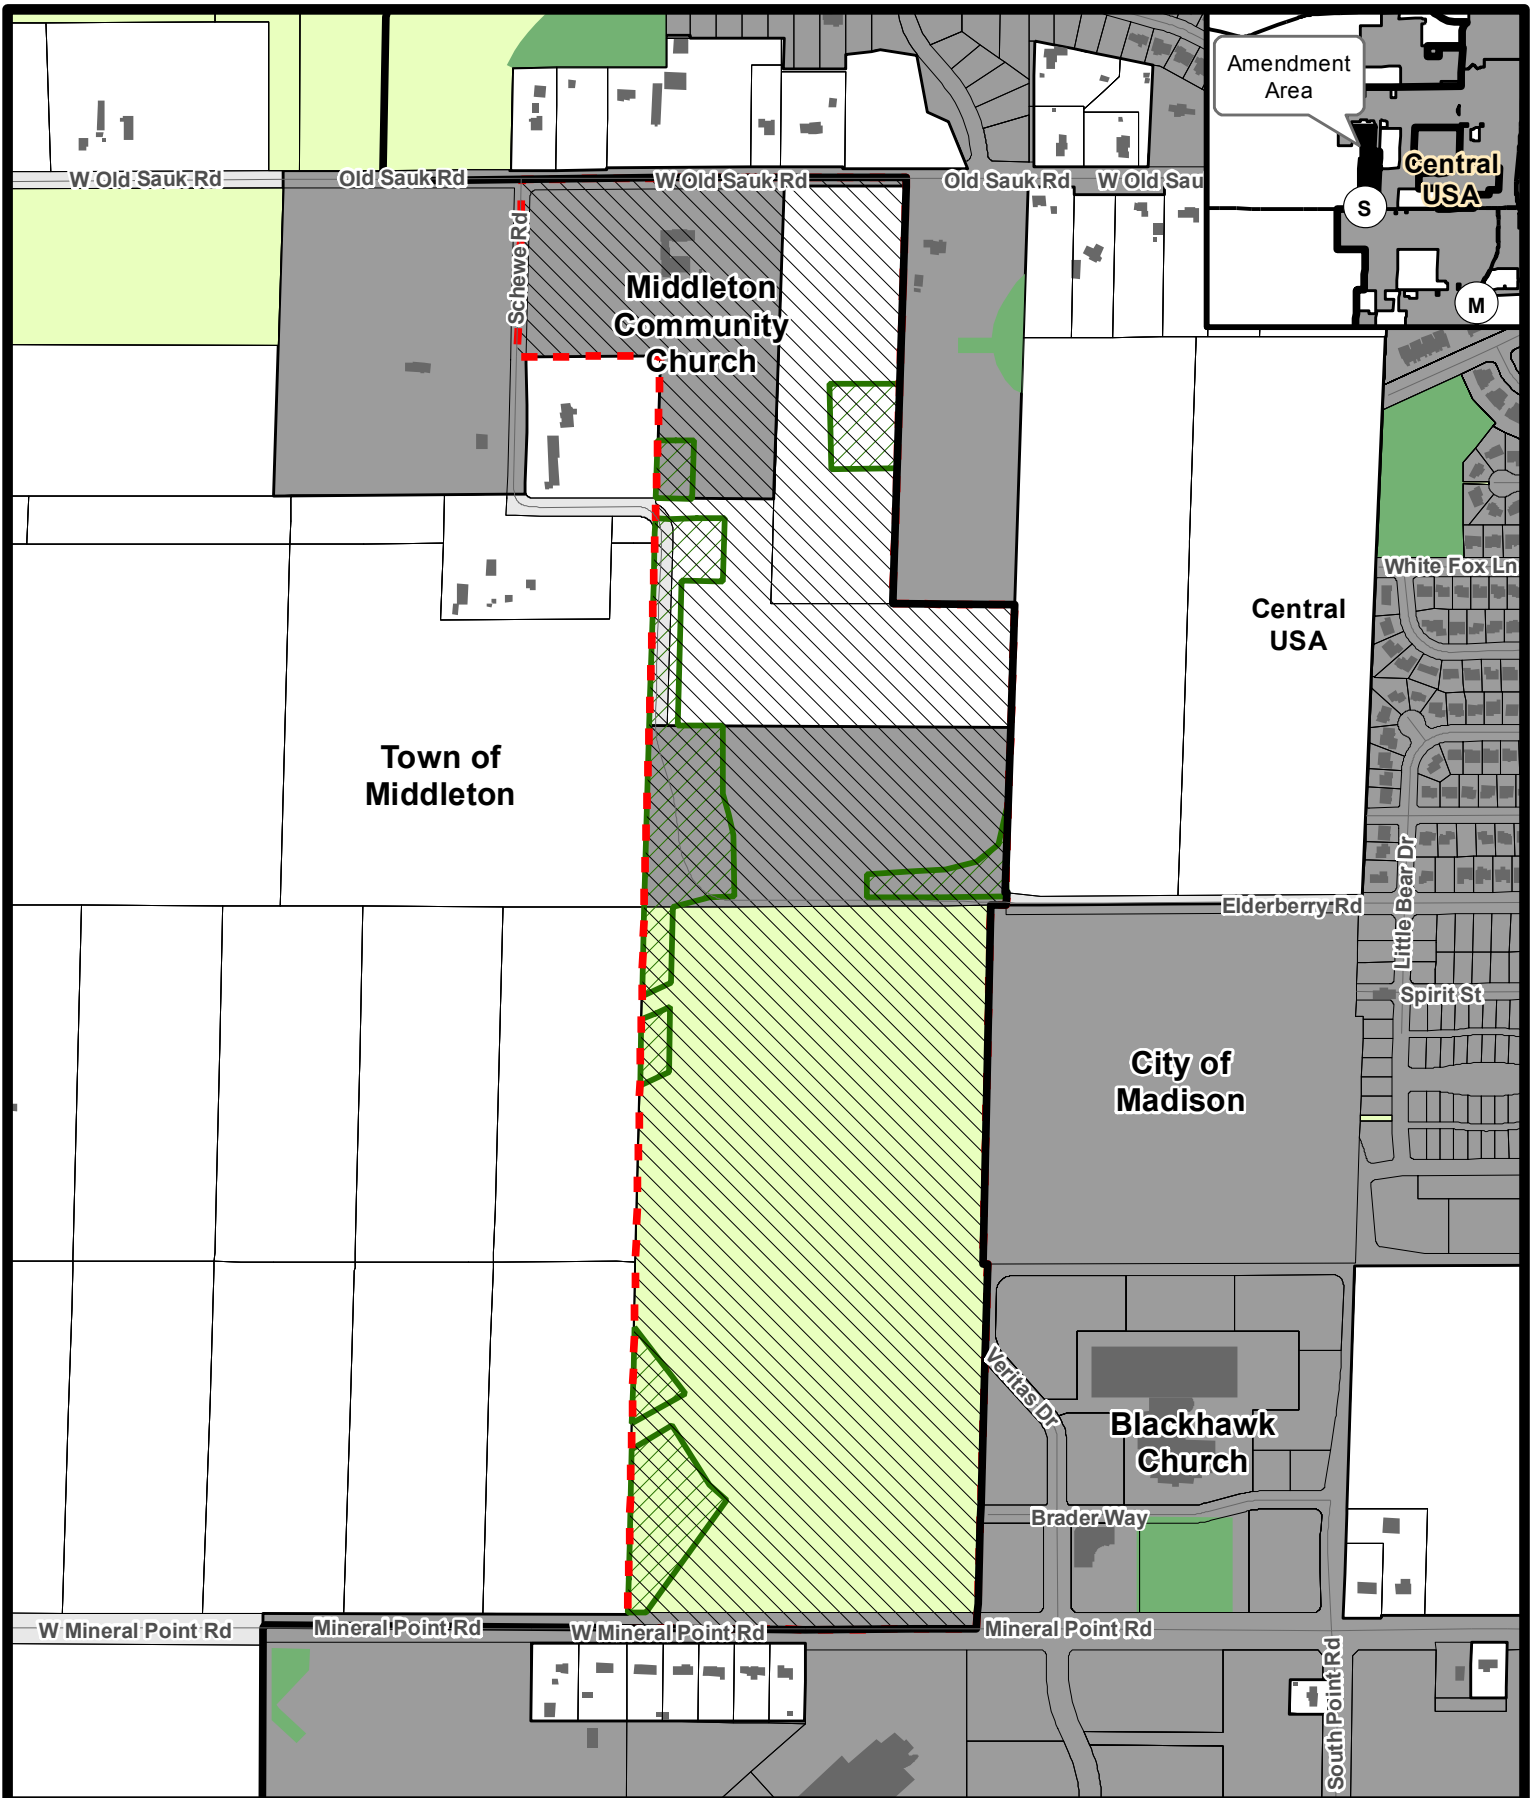 Amendment
Area
Central
USA
S
M
W Old Sauk Rd
Old Sauk Rd
W Old Sauk Rd
Old Sauk Rd
W Old Sau
Schewe Rd
Middleton
Community
Church
White Fox Ln
Central
USA
Town of
Middleton
Little Bear Dr
Elderberry Rd
Spirit St
City of
Madison
Veritas Dr
Blackhawk
Church
Brader Way
W Mineral Point Rd
Mineral Point Rd
W Mineral Point Rd
Mineral Point Rd
South Point Rd